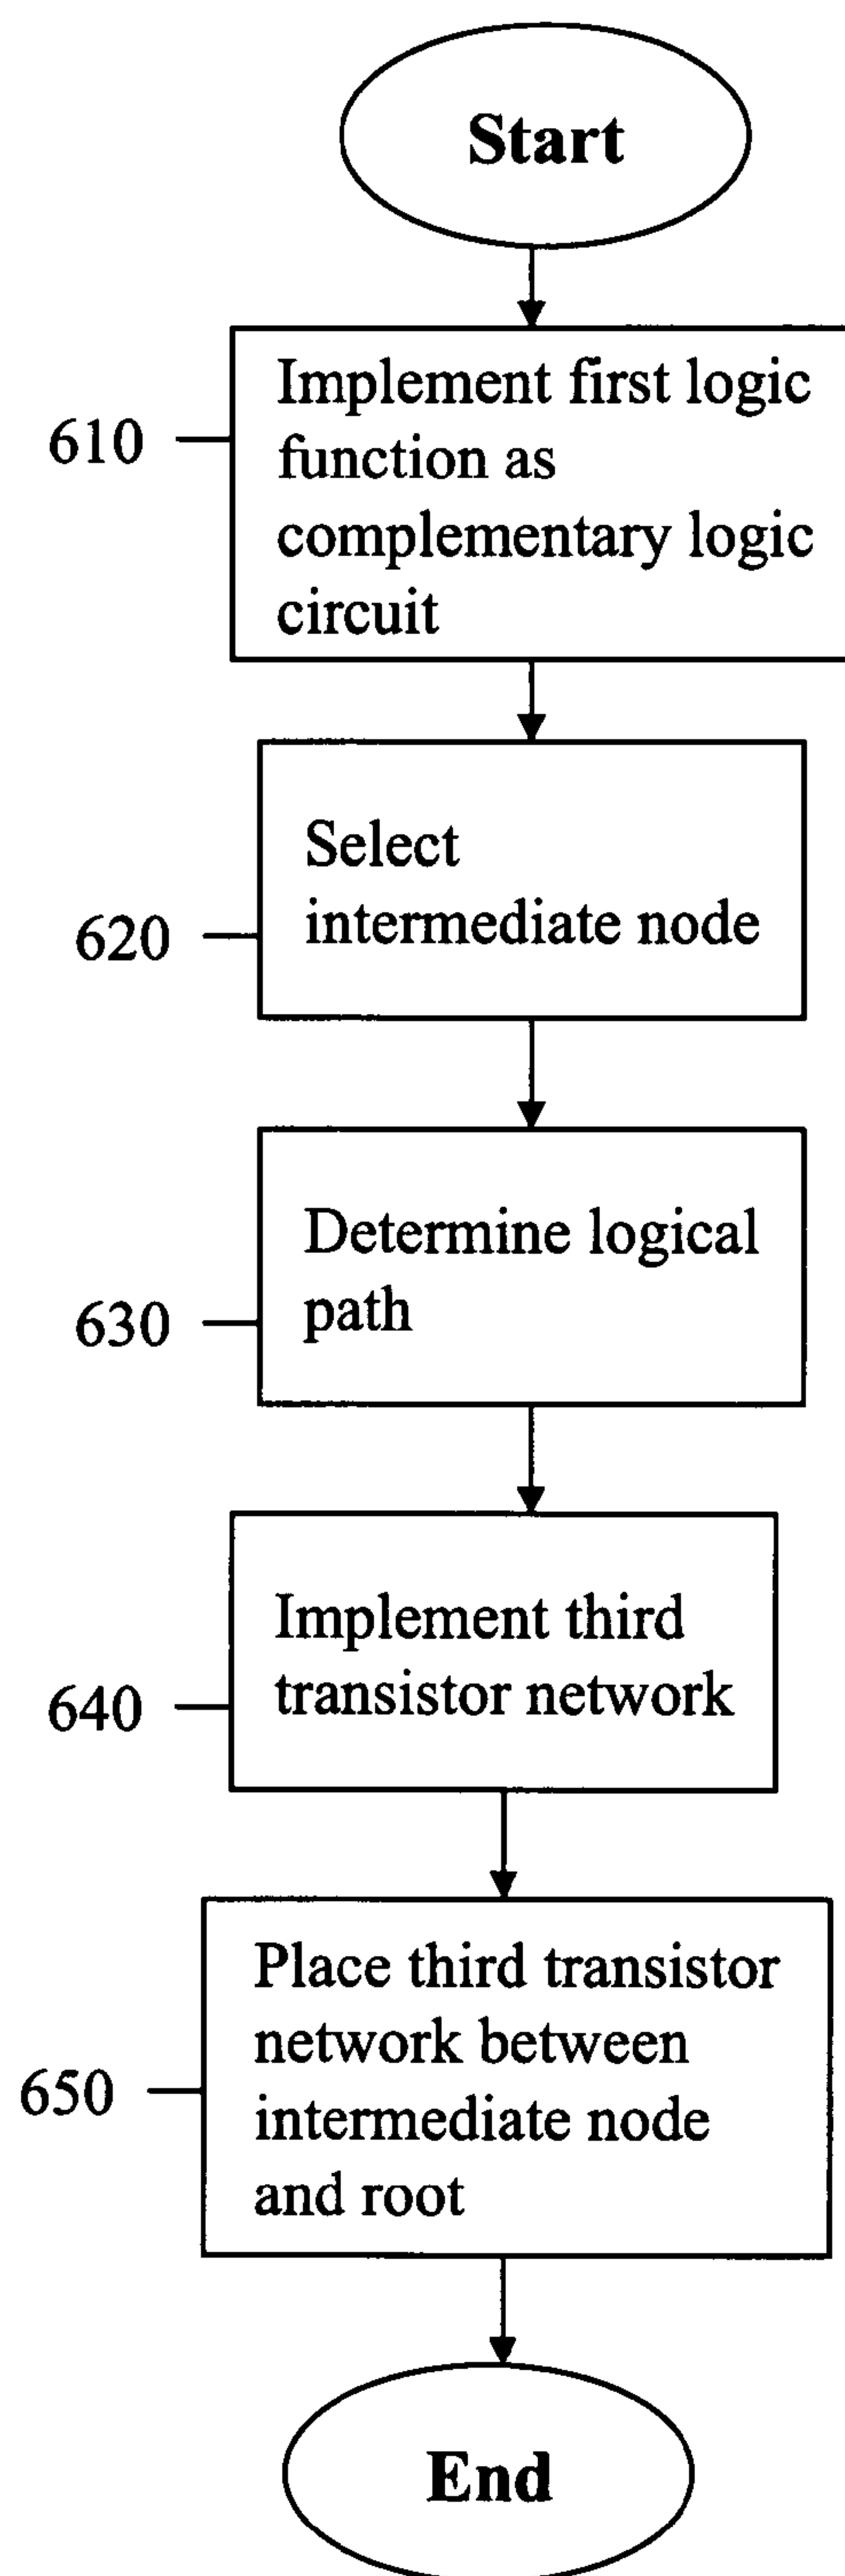 Start
610
Implement first logic
function as
complementary logic
circuit
620
Select
intermediate node
630
Determine logical
path
640
Implement third
transistor network
650
Place third transistor
network between
intermediate node
and root
End